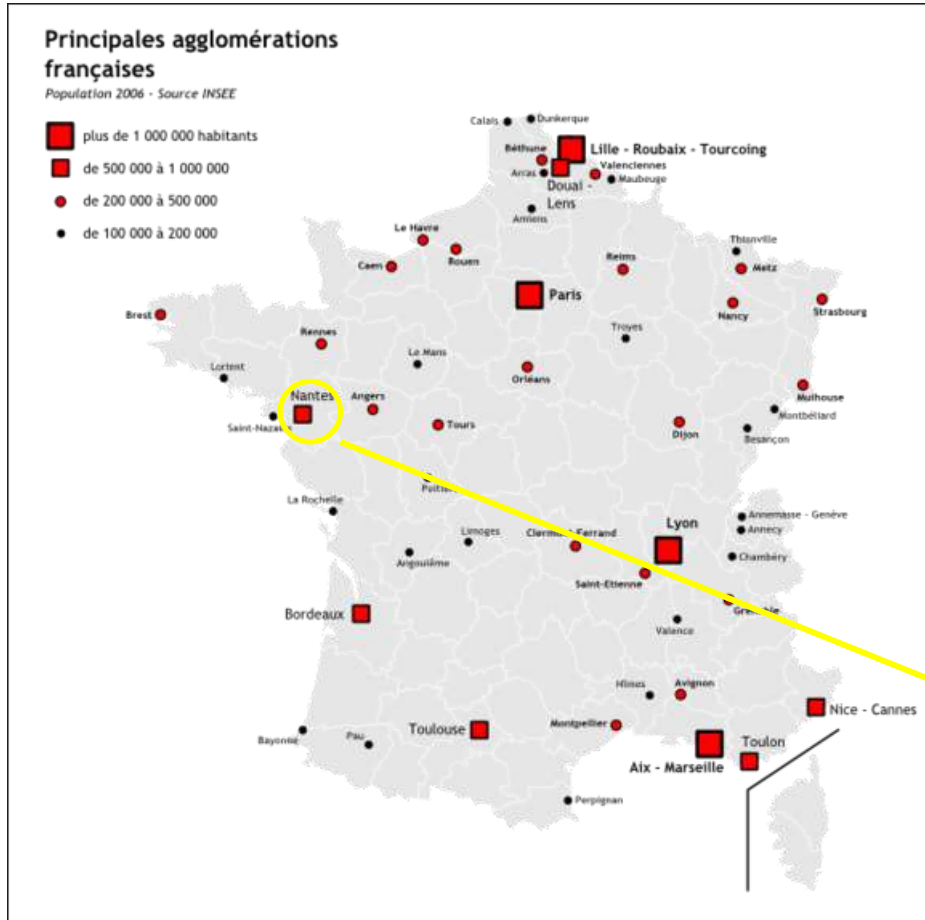 Principales agglomérations
françaises
Population 2006 - Source INSEE
plus de 1 000 000 habitants
de 500 000 à 1 000 000
de 200 000 à 500 000
de 100 000 à 200 000
Calais
Dunkerque
Béthune
Lille - Roubaix - Tourcoing
Valenciennes
Arras
Maubeuge
Douai -
Lens
Amiens
Le Havre
Rouen
Caen
Reims
Thionville
Metz
Paris
Nancy
Strasbourg
Brest
Rennes
Troyes
Le Mans
Lorient
Orléans
Nantes
Angers
Mulhouse
Montbéliard
Saint-Nazaire
Tours
Dijon
Besançon
Poitiers
La Rochelle
Annemasse - Genève
Lyon
Annecy
Limoges
Clermont-Ferrand
Angoulême
Chambéry
Saint-Etienne
Grenoble
Bordeaux
Valence
Nîmes
Avignon
Nice - Cannes
Montpellier
Toulouse
Bayonne
Pau
Toulon
Aix - Marseille
Perpignan